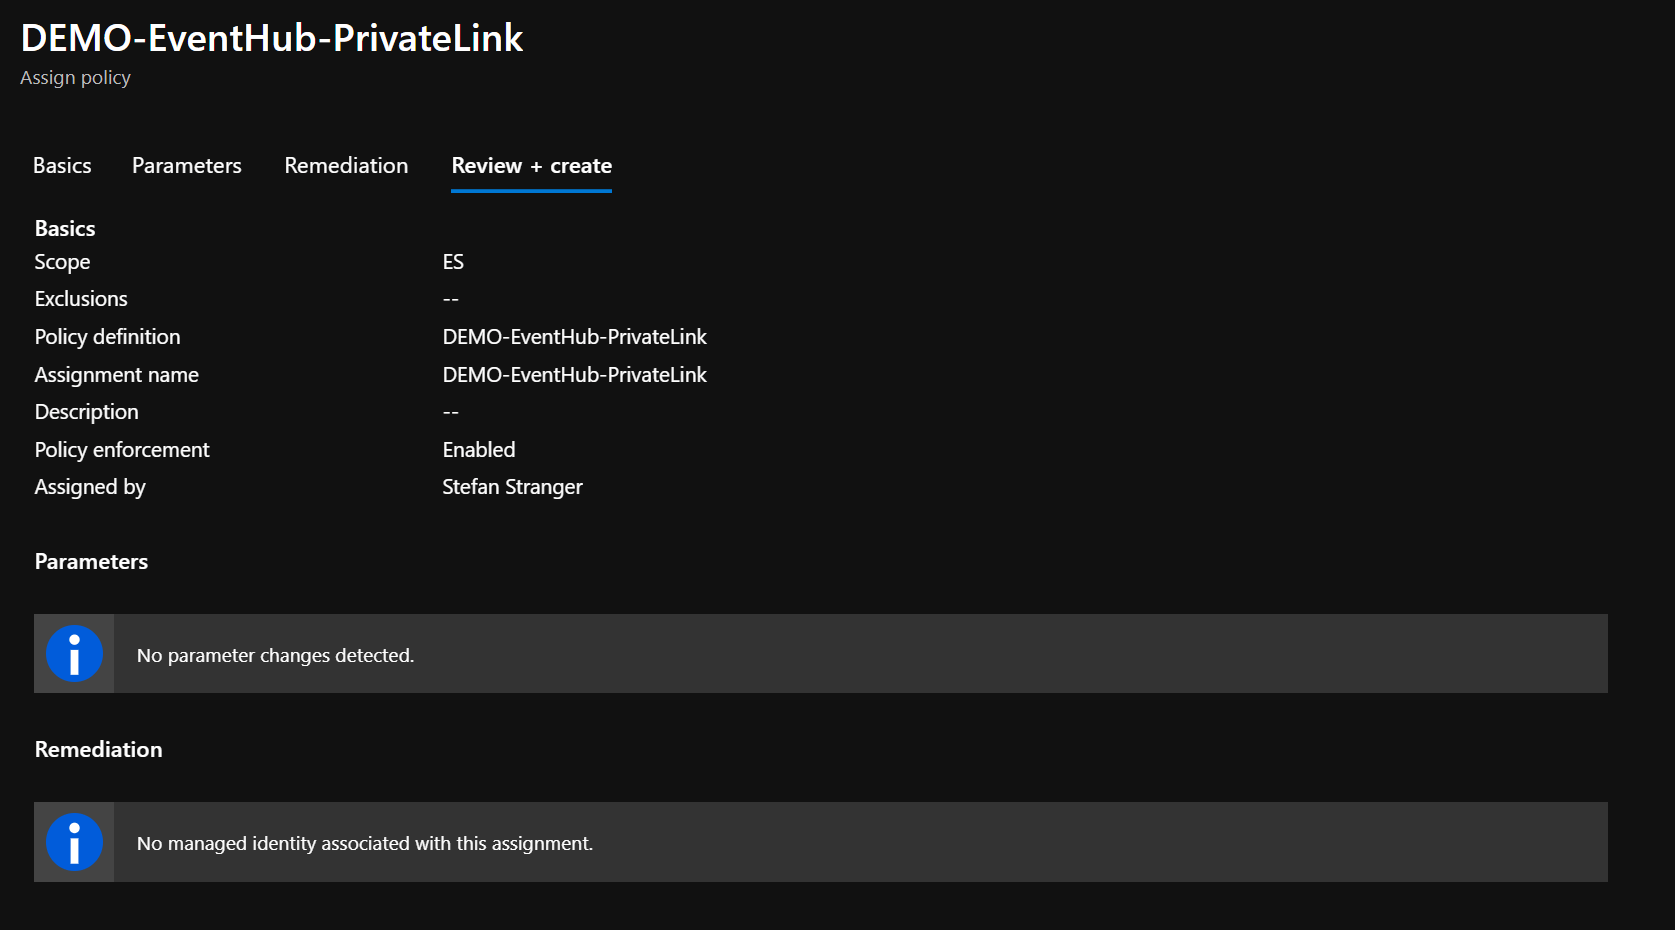 DEMO-EventHub-PrivateLink
Assign policy
Basics Parameters Remediation Review + create
Basics
Scope ES
Exclusions --
Policy definition DEMO-EventHub-PrivateLink
Assignment name DEMO-EventHub-PrivateLink
Description --
Policy enforcement Enabled
Assigned by Stefan Stranger
Parameters
No parameter changes detected.
Remediation
No managed identity associated with this assignment.